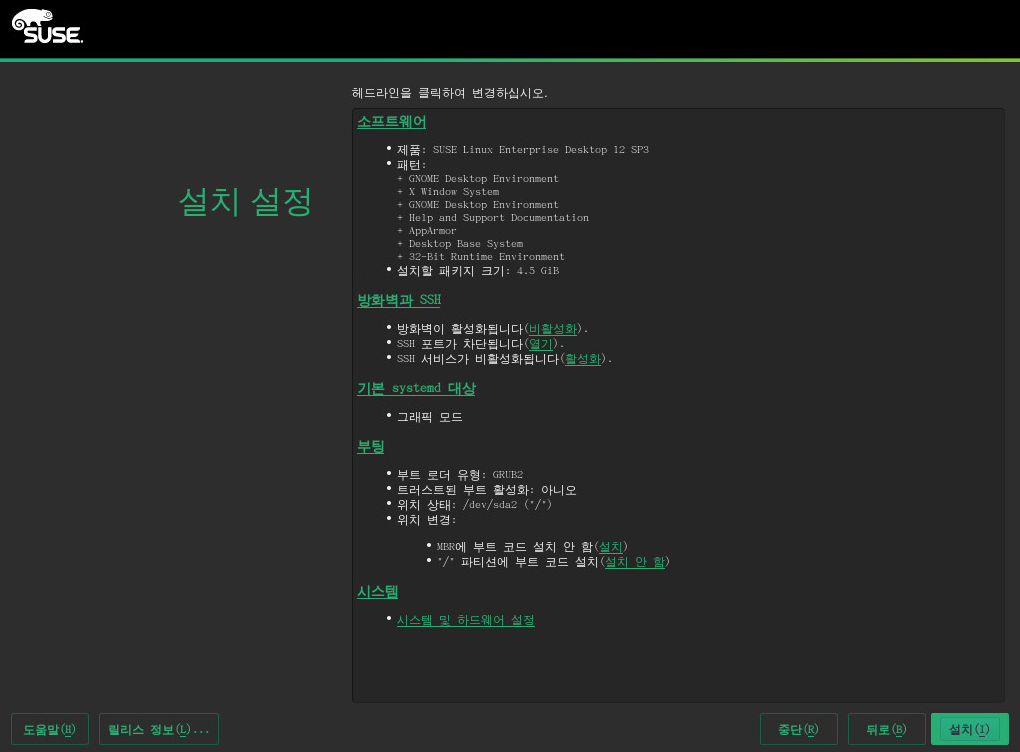 SUSE.
헤드라인을 클릭하여 변경하십시오.
설치 설정
소프트웨어
• 제품: SUSE Linux Enterprise Desktop 12 SP3
• 패턴:
+ GNOME Desktop Environment
+ X Window System
+ GNOME Desktop Environment
+ Help and Support Documentation
+ AppArmor
+ Desktop Base System
+ 32-Bit Runtime Environment
• 설치할 패키지 크기: 4.5 GiB
방화벽과 SSH
• 방화벽이 활성화됩니다(비활성화).
• SSH 포트가 차단됩니다(열기).
• SSH 서비스가 비활성화됩니다(활성화).
기본 systemd 대상
• 그래픽 모드
부팅
• 부트 로더 유형: GRUB2
• 트러스트된 부트 활성화: 아니오
• 위치 상태: /dev/sda2 ("/")
• 위치 변경:
• MBR에 부트 코드 설치 안 함(설치)
• "/" 파티션에 부트 코드 설치(설치 안 함)
시스템
• 시스템 및 하드웨어 설정
도움말(H) 릴리스 정보(L)... 중단(R) 뒤로(B) 설치(I)